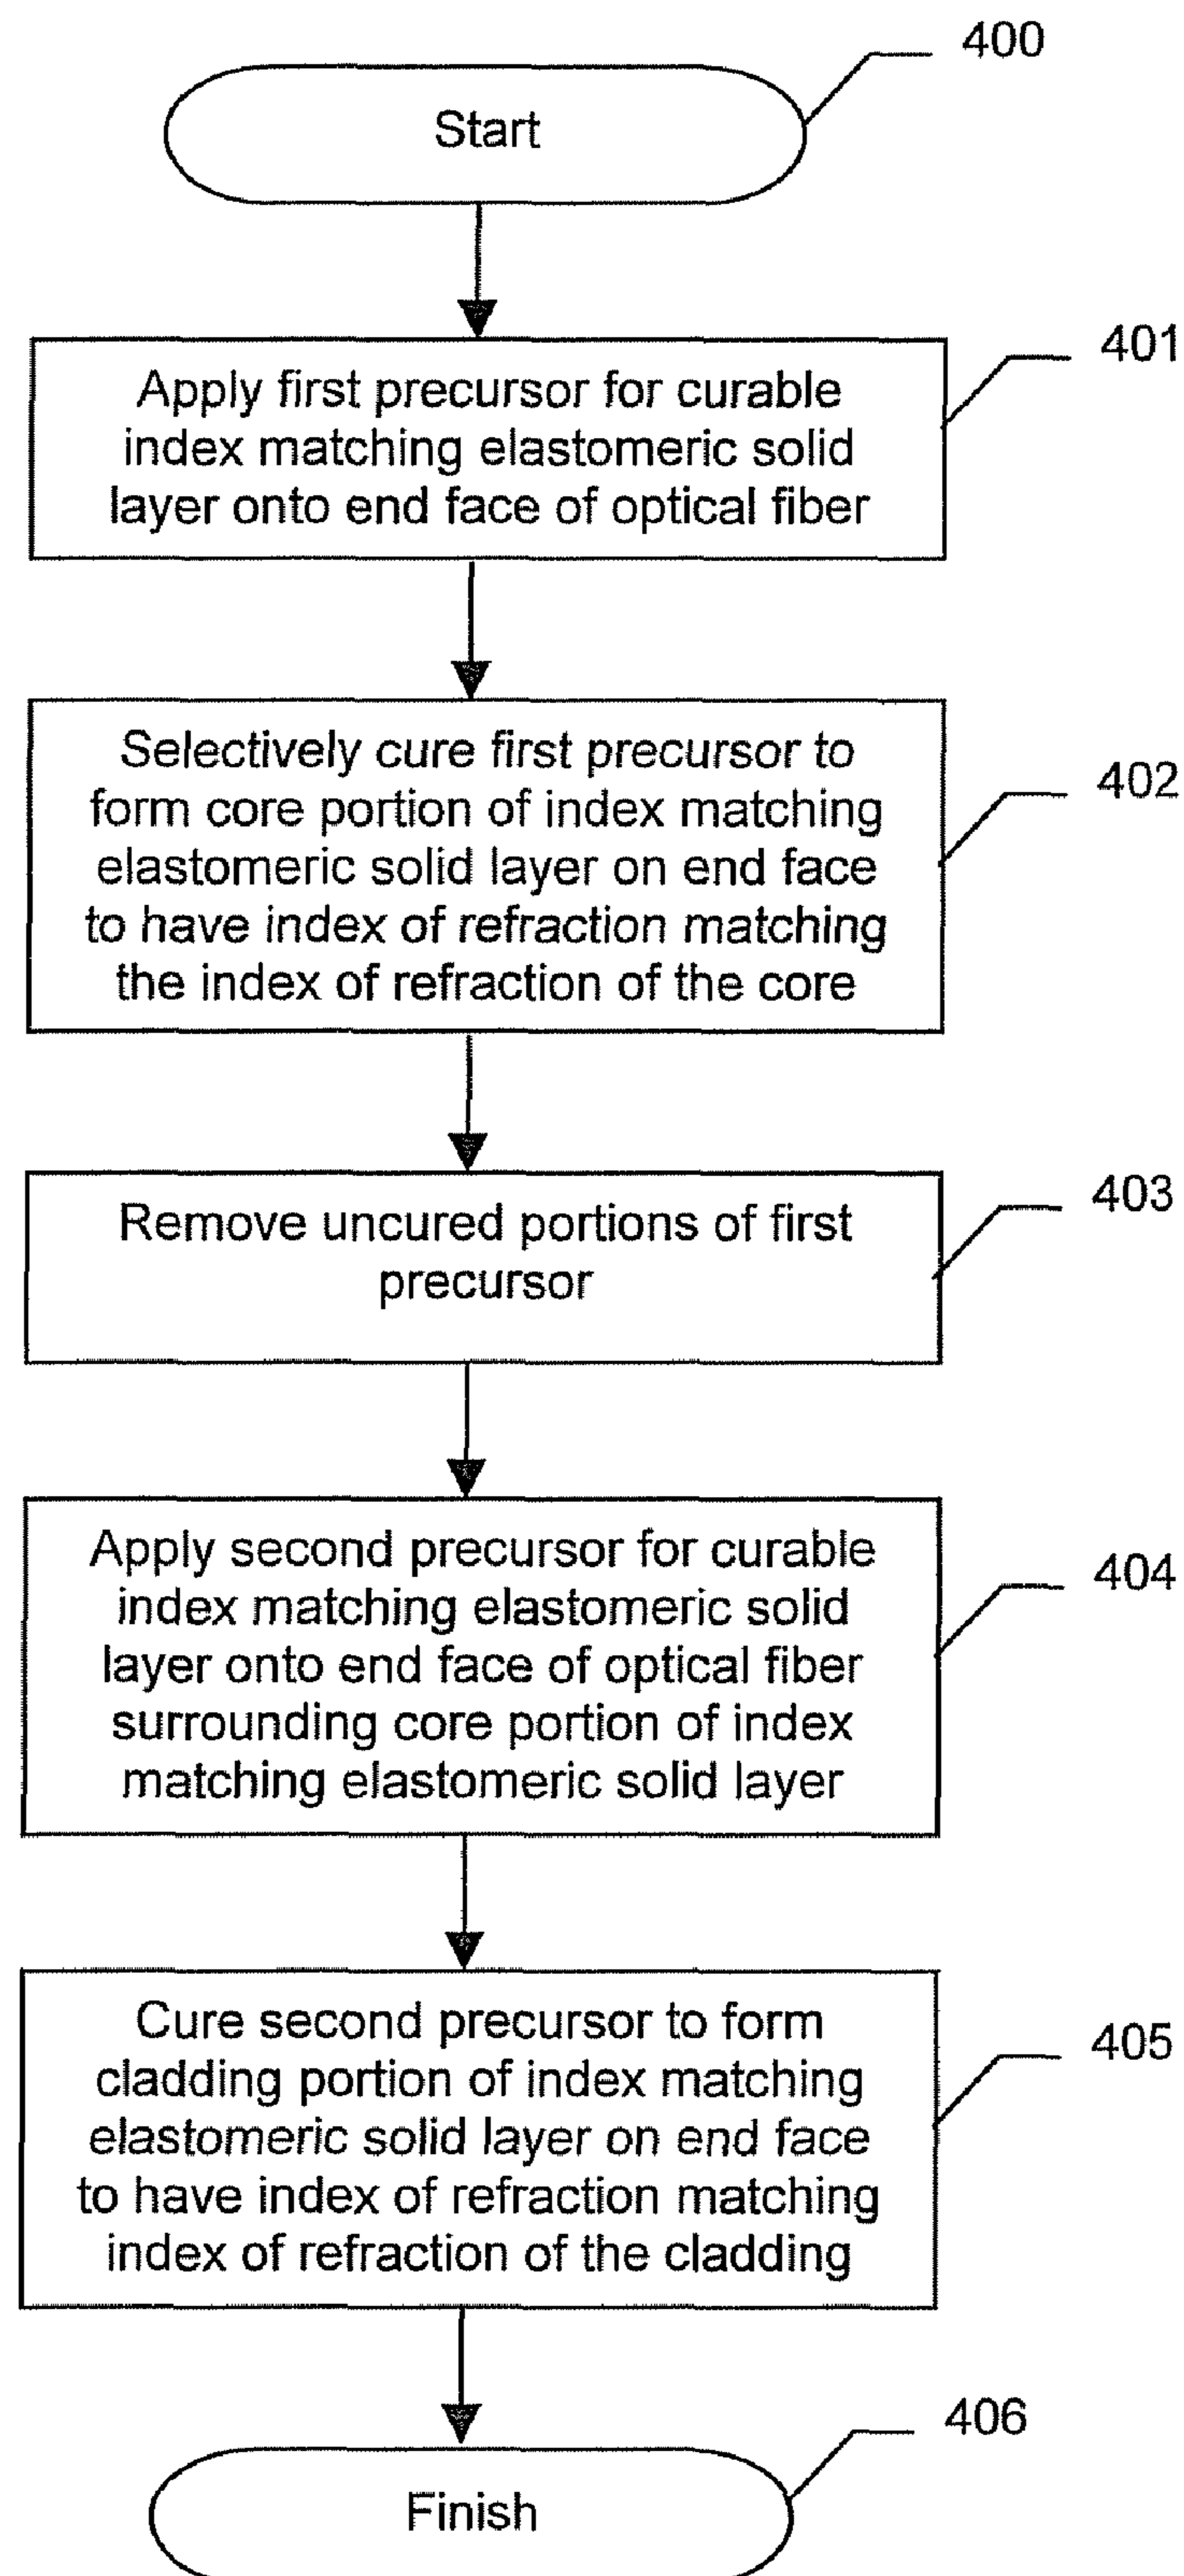 400
Start
401
Apply first precursor for curable
index matching elastomeric solid
layer onto end face of optical fiber
402
Selectively cure first precursor to
form core portion of index matching
elastomeric solid layer on end face
to have index of refraction matching
the index of refraction of the core
403
Remove uncured portions of first
precursor
404
Apply second precursor for curable
index matching elastomeric solid
layer onto end face of optical fiber
surrounding core portion of index
matching elastomeric solid layer
405
Cure second precursor to form
cladding portion of index matching
elastomeric solid layer on end face
to have index of refraction matching
index of refraction of the cladding
406
Finish